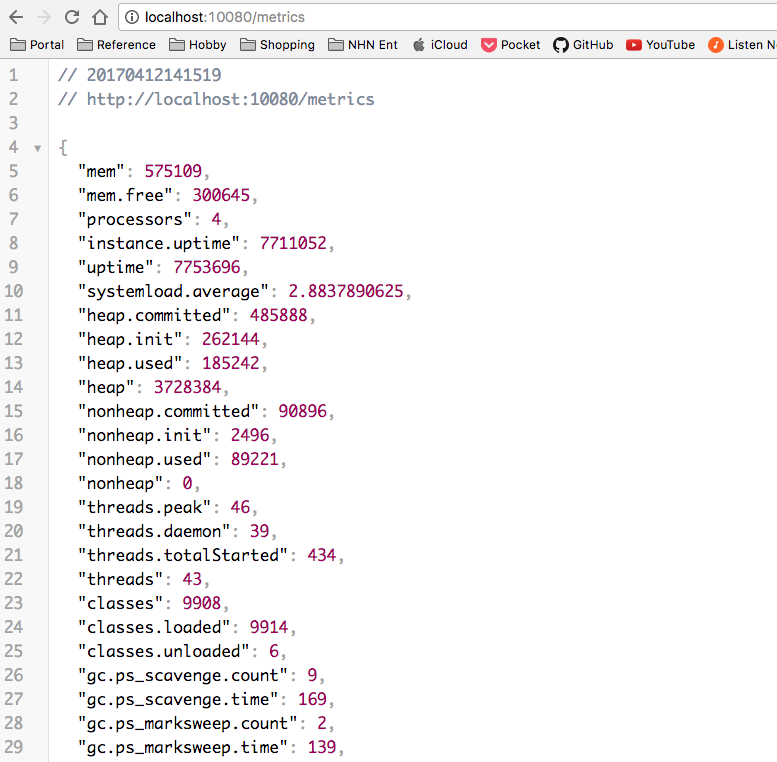 localhost:10080/metrics
Portal Reference Hobby Shopping NHN Ent iCloud Pocket GitHub YouTube Listen
1 // 20170412141519
2 // http://localhost:10080/metrics
3
4 {
5 "mem": 575109,
6 "mem.free": 300645,
7 "processors": 4,
8 "instance.uptime": 7711052,
9 "uptime": 7753696,
10 "systemload.average": 2.8837890625,
11 "heap.committed": 485888,
12 "heap.init": 262144,
13 "heap.used": 185242,
14 "heap": 3728384,
15 "nonheap.committed": 90896,
16 "nonheap.init": 2496,
17 "nonheap.used": 89221,
18 "nonheap": 0,
19 "threads.peak": 46,
20 "threads.daemon": 39,
21 "threads.totalStarted": 434,
22 "threads": 43,
23 "classes": 9908,
24 "classes.loaded": 9914,
25 "classes.unloaded": 6,
26 "gc.ps_scavenge.count": 9,
27 "gc.ps_scavenge.time": 169,
28 "gc.ps_marksweep.count": 2,
29 "gc.ps_marksweep.time": 139,